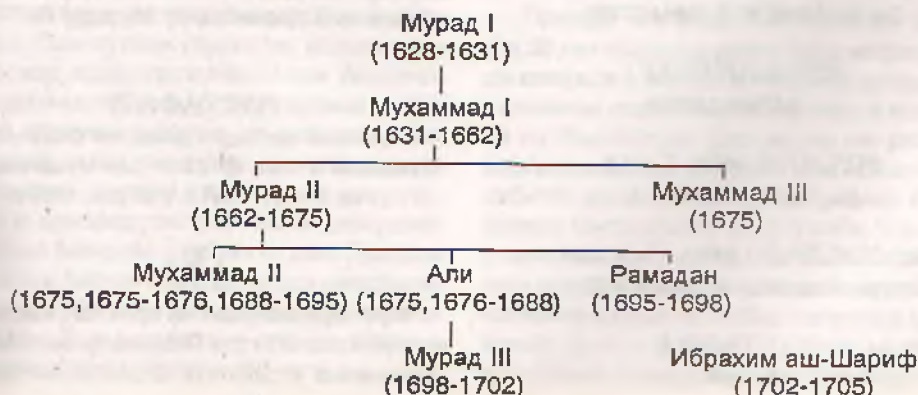 Мурад I
(1628-1631)
Мухаммад I
(1631-1662)
Мурад II
(1662-1675)
Мухаммад III
(1675)
Мухаммад II
(1675,1675-1676,1688-1695)
Али
(1675,1676-1688)
Рамадан
(1695-1698)
Мурад III
(1698-1702)
Ибрахим аш-Шариф
(1702-1705)